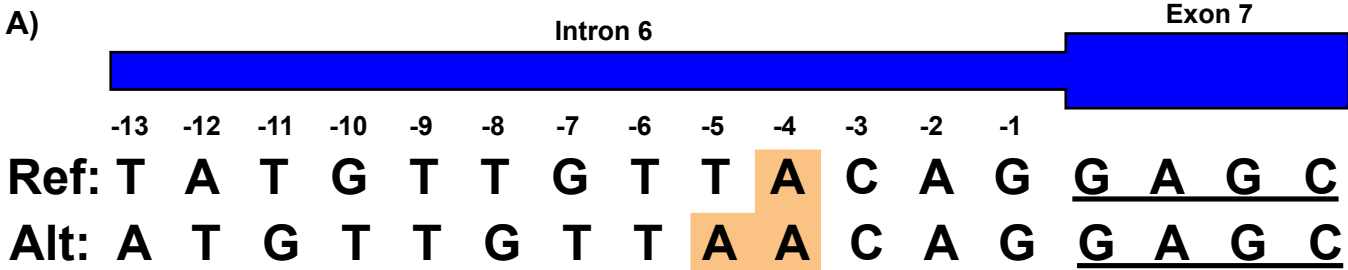 A)
Intron 6
Exon 7
-13 -12 -11 -10 -9 -8 -7 -6 -5 -4 -3 -2 -1
Ref: T A T G T T G T T A C A G G A G C
Alt: A T G T T G T T A A C A G G A G C